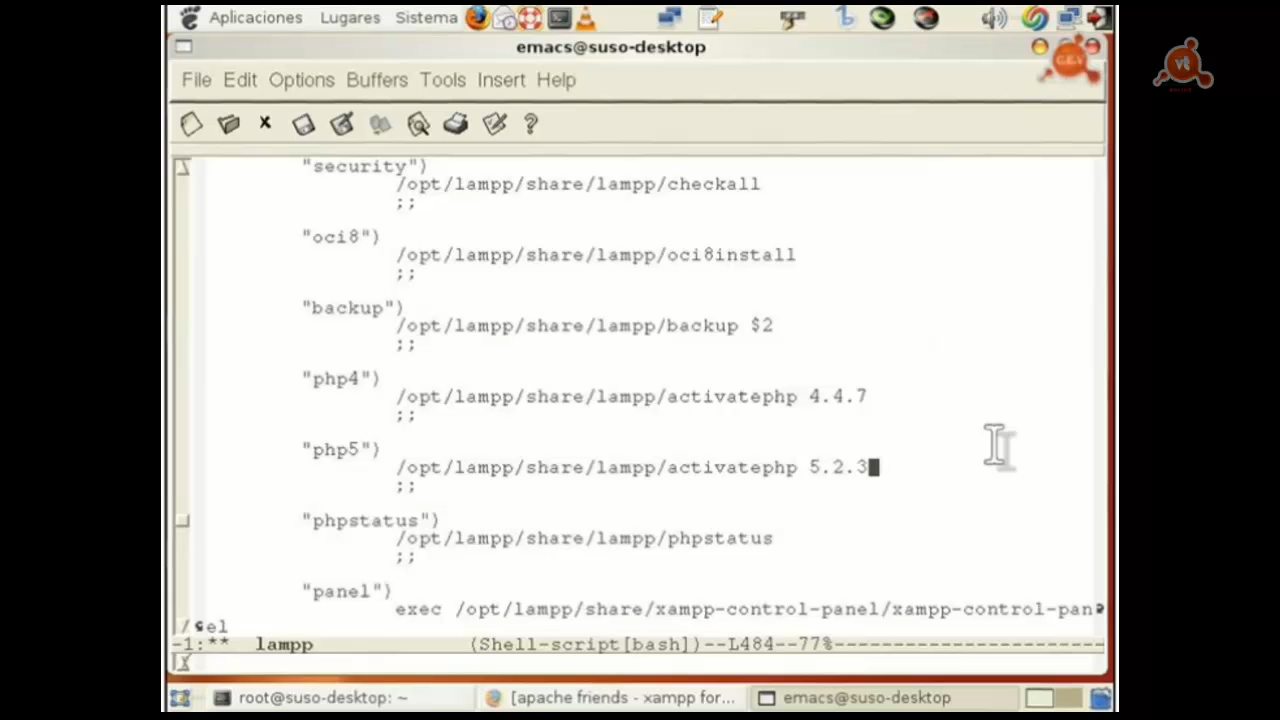 Aplicaciones Lugares Sistema
emacs@suso-desktop
File Edit Options Buffers Tools Insert Help
"security")
/opt/lampp/share/lampp/checkall
;;
"oci8")
/opt/lampp/share/lampp/oci8install
;;
"backup")
/opt/lampp/share/lampp/backup $2
;;
"php4")
/opt/lampp/share/lampp/activatephp 4.4.7
;;
"php5")
/opt/lampp/share/lampp/activatephp 5.2.3
;;
"phpstatus")
/opt/lampp/share/lampp/phpstatus
;;
"panel")
exec /opt/lampp/share/xampp-control-panel/xampp-control-pan
el
-1:** lampp (Shell-script[bash])--L484--77%--------------------
root@suso-desktop: ~ [apache friends - xampp for... emacs@suso-desktop
G.E.V
vt